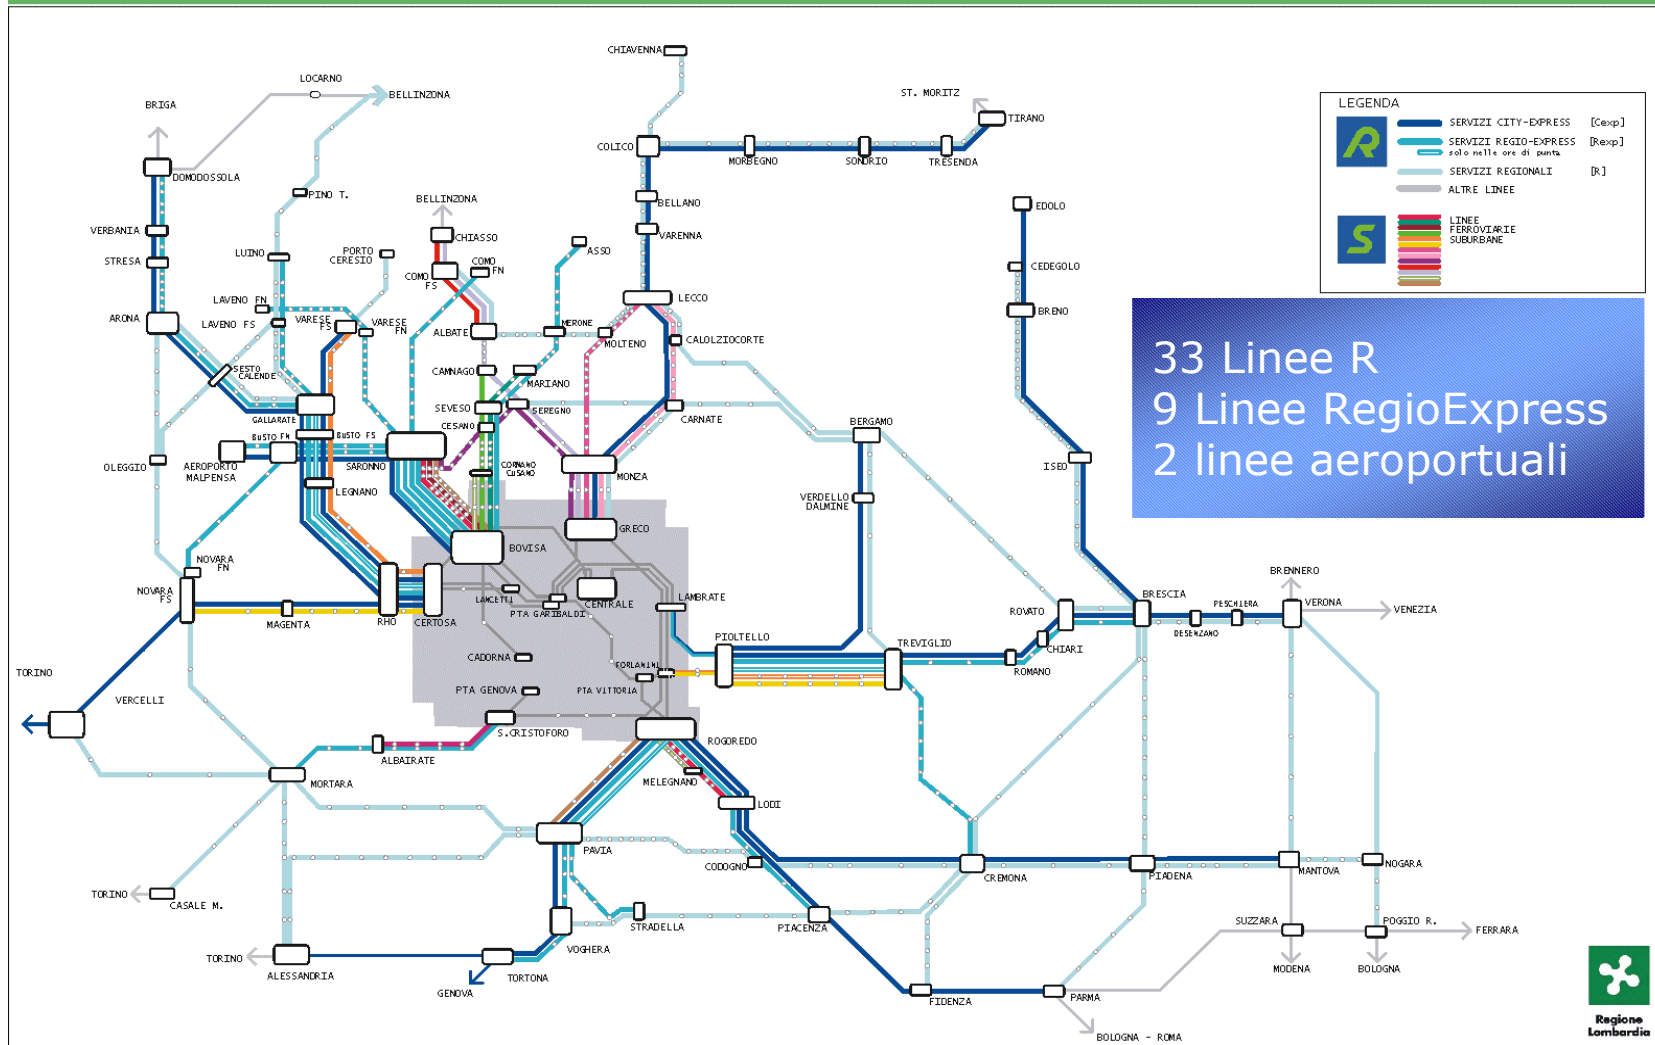 CHIAVENNA
LOCARNO
BELLINZONA
BRIGA
ST. MORITZ
TIRANO
COLICO
MORBEGNO
SONDRIO
TRESENDA
DOMODOSSOLA
PINO T.
BELLINZONA
BELLANO
EDOLO
VERBANIA
CHIASSO
VARENNA
STRESA
LUINO
PORTO
CERESIO
COMO
FS
COMO
FN
ASSO
CEDEGOLO
LAVENO FN
LECCO
BRENO
ARONA
LAVENO FS
VARESE
FS
VARESE
FN
ALBATE
MERONE
MOLTENO
CALOLZIOCORTE
SESTO
CALENDE
CAMNAGO
MARIANO
GALLARATE
SEVESO
SEREGNO
CARNATE
CESANO
BERGAMO
BUSTO FN
BUSTO FS
SARONNO
OLEGGIO
AEROPORTO
MALPENSA
CORMANO
CUSANO
MONZA
ISEO
LEGNANO
VERDELLO
DALMINE
GRECO
BOVISA
NOVARA
FN
NOVARA
FS
LANCETTI
PTA GARIBALDI
CENTRALE
LAMBRATE
ROVATO
BRESCIA
PESCHIERA
DESENZANO
BRENNERO
VERONA
VENEZIA
MAGENTA
RHO
CERTOSA
PIOLTELLO
TREVIGLIO
CHIARI
ROMANO
CADORNA
FORLANINI
TORINO
PTA GENOVA
PTA VITTORIA
VERCELLI
S.CRISTOFORO
ROGOREDO
ALBAIRATE
MELEGNANO
MORTARA
LODI
PAVIA
CODOGNO
CREMONA
PIADENA
MANTOVA
NOGARA
TORINO
CASALE M.
STRADELLA
PIACENZA
SUZZARA
POGGIO R.
FERRARA
VOGHERA
TORINO
ALESSANDRIA
TORTONA
GENOVA
MODENA
BOLOGNA
FIDENZA
PARMA
BOLOGNA - ROMA
LEGENDA
R
SERVIZI CITY-EXPRESS [Cexp]
SERVIZI REGIO-EXPRESS [Rexp]
solo nelle ore di punta
SERVIZI REGIONALI [R]
ALTRE LINEE
S
LINEE
FERROVIARIE
SUBURBANE
33 Linee R
9 Linee RegioExpress
2 linee aeroportuali
Regione
Lombardia